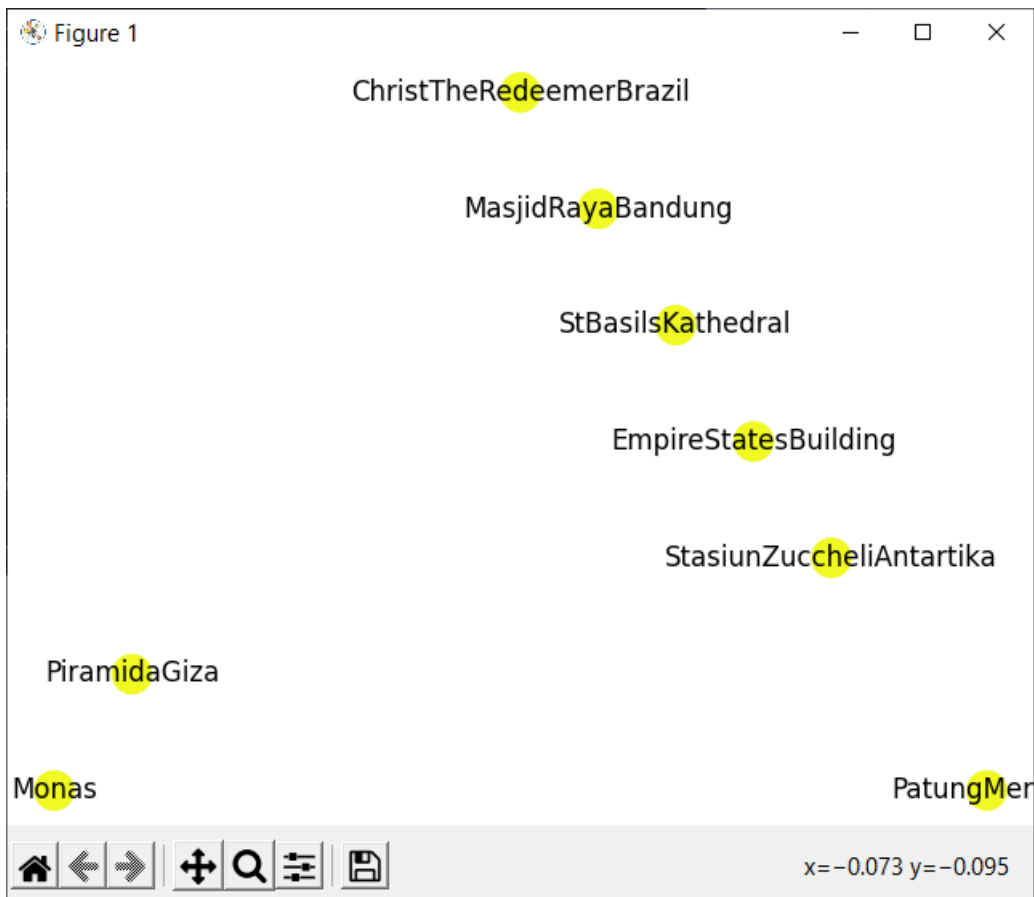 Figure 1
ChristTheRedeemerBrazil
MasjidRayaBandung
StBasilsKathedral
EmpireStatesBuilding
StasiunZuccheliAntartika
PiramidaGiza
Monas
PatungMer
x=−0.073 y=−0.095